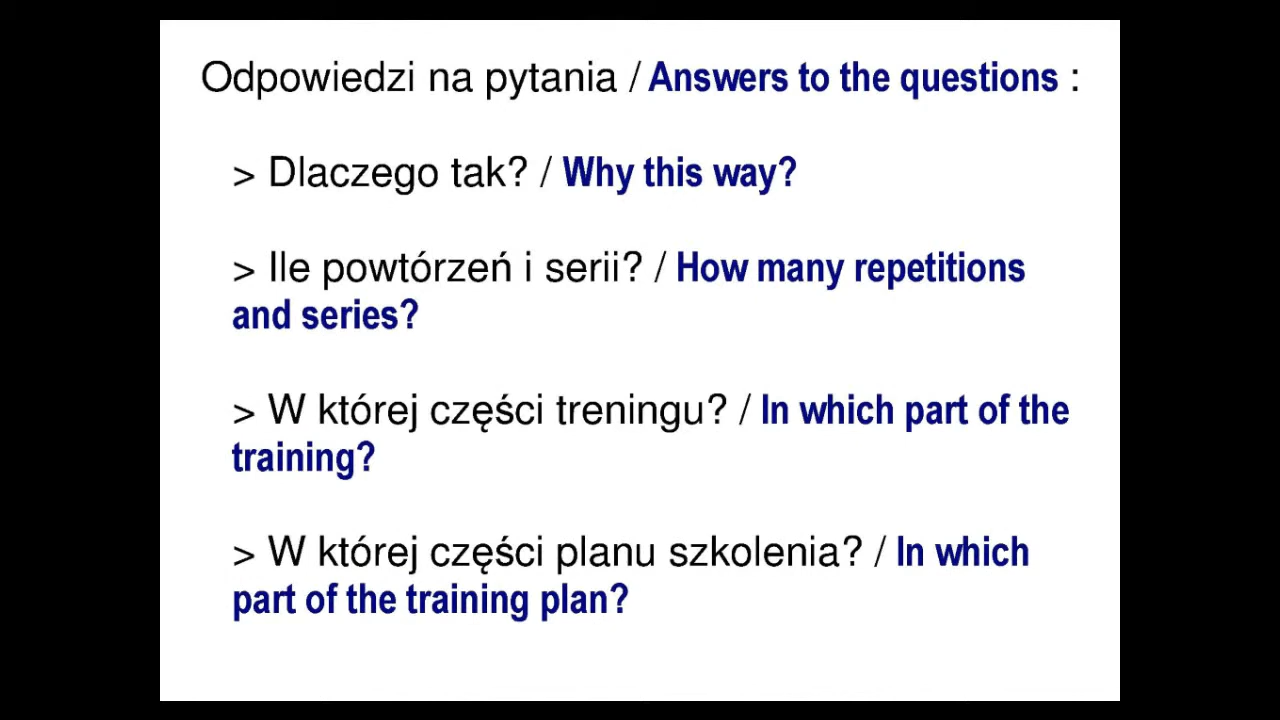 Odpowiedzi na pytania / Answers to the questions :
> Dlaczego tak? / Why this way?
> Ile powtórzeń i serii? / How many repetitions
and series?
> W której części treningu? / In which part of the
training?
> W której części planu szkolenia? / In which
part of the training plan?